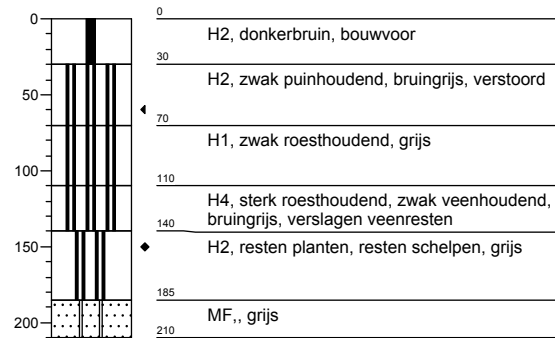 0
50
100
150
200
0
H2, donkerbruin, bouwvoor
30
H2, zwak puinhoudend, bruingrijs, verstoord
70
H1, zwak roesthoudend, grijs
110
H4, sterk roesthoudend, zwak veenhoudend,
bruingrijs, verslagen veenresten
140
H2, resten planten, resten schelpen, grijs
185
MF,, grijs
210